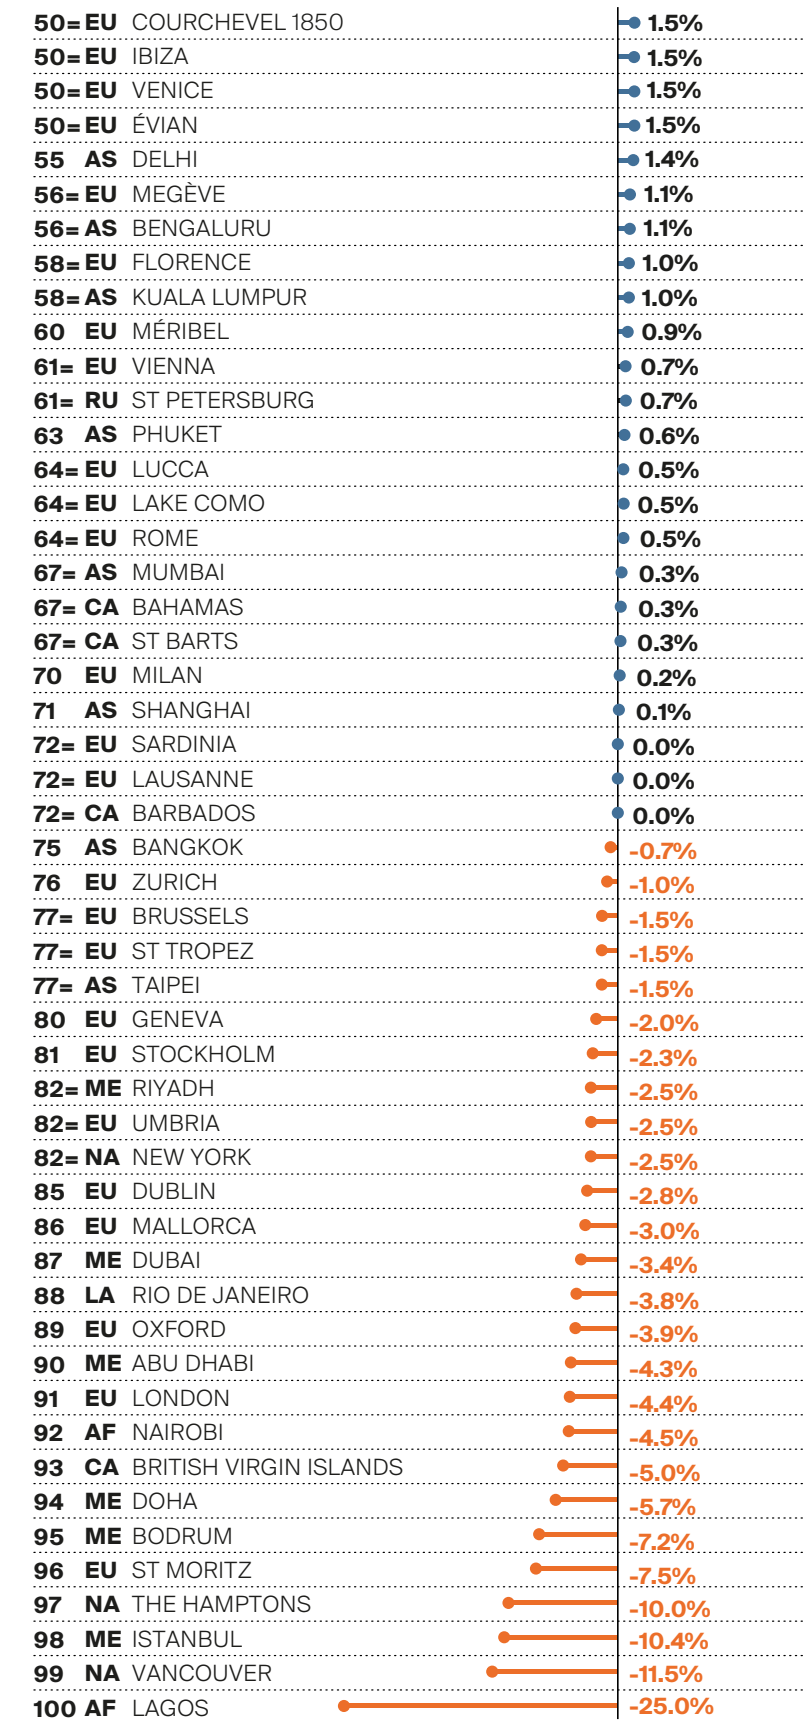 50= EU COURCHEVEL 1850 1.5%
50= EU IBIZA 1.5%
50= EU VENICE 1.5%
50= EU ÉVIAN 1.5%
55 AS DELHI 1.4%
56= EU MEGÈVE 1.1%
56= AS BENGALURU 1.1%
58= EU FLORENCE 1.0%
58= AS KUALA LUMPUR 1.0%
60 EU MÉRIBEL 0.9%
61= EU VIENNA 0.7%
61= RU ST PETERSBURG 0.7%
63 AS PHUKET 0.6%
64= EU LUCCA 0.5%
64= EU LAKE COMO 0.5%
64= EU ROME 0.5%
67= AS MUMBAI 0.3%
67= CA BAHAMAS 0.3%
67= CA ST BARTS 0.3%
70 EU MILAN 0.2%
71 AS SHANGHAI 0.1%
72= EU SARDINIA 0.0%
72= EU LAUSANNE 0.0%
72= CA BARBADOS 0.0%
75 AS BANGKOK -0.7%
76 EU ZURICH -1.0%
77= EU BRUSSELS -1.5%
77= EU ST TROPEZ -1.5%
77= AS TAIPEI -1.5%
80 EU GENEVA -2.0%
81 EU STOCKHOLM -2.3%
82= ME RIYADH -2.5%
82= EU UMBRIA -2.5%
82= NA NEW YORK -2.5%
85 EU DUBLIN -2.8%
86 EU MALLORCA -3.0%
87 ME DUBAI -3.4%
88 LA RIO DE JANEIRO -3.8%
89 EU OXFORD -3.9%
90 ME ABU DHABI -4.3%
91 EU LONDON -4.4%
92 AF NAIROBI -4.5%
93 CA BRITISH VIRGIN ISLANDS -5.0%
94 ME DOHA -5.7%
95 ME BODRUM -7.2%
96 EU ST MORITZ -7.5%
97 NA THE HAMPTONS -10.0%
98 ME ISTANBUL -10.4%
99 NA VANCOUVER -11.5%
100 AF LAGOS -25.0%